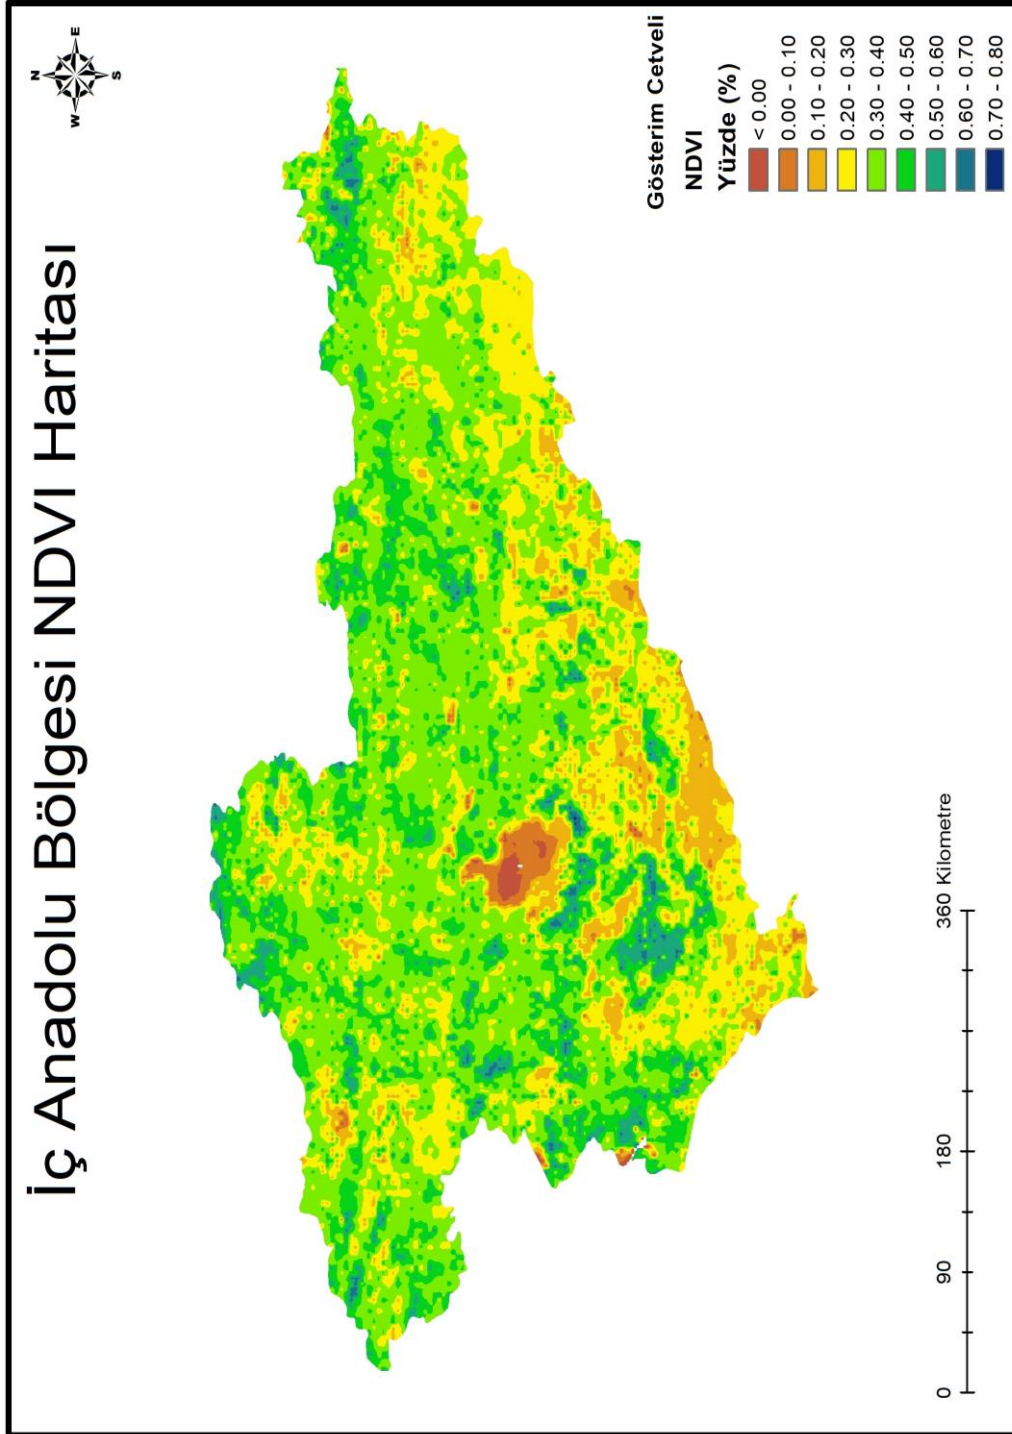 İç Anadolu Bölgesi NDVI Haritası
N
W
E
S
Gösterim Cetveli
NDVI
Yüzde (%)
< 0.00
0.00 - 0.10
0.10 - 0.20
0.20 - 0.30
0.30 - 0.40
0.40 - 0.50
0.50 - 0.60
0.60 - 0.70
0.70 - 0.80
0 90 180 360 Kilometre